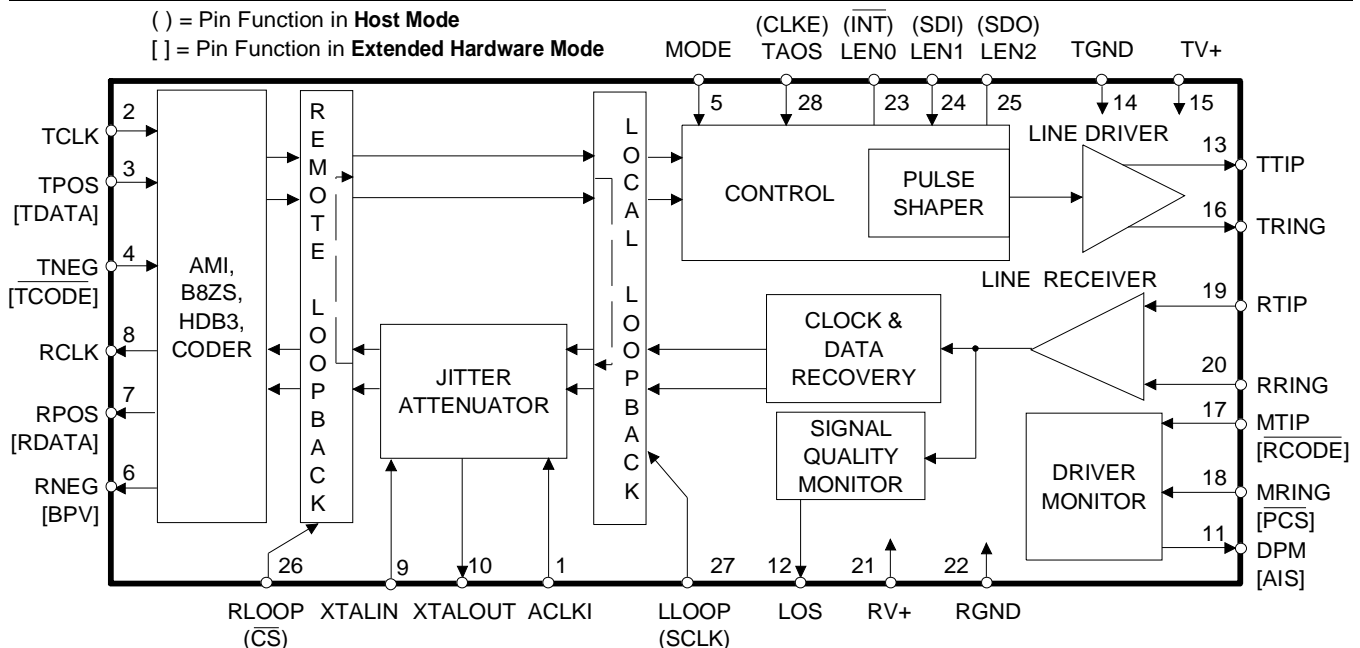 ( ) = Pin Function in Host Mode
[ ] = Pin Function in Extended Hardware Mode
(CLKE) (INT) (SDI) (SDO)
MODE TAOS LEN0 LEN1 LEN2 TGND TV+
5 28 23 24 25 14 15
2
TCLK
3
TPOS
[TDATA]
4
TNEG
[TCODE]
8
RCLK
7
RPOS
[RDATA]
6
RNEG
[BPV]
AMI,
B8ZS,
HDB3,
CODER
REMOTE LOOPBACK
JITTER
ATTENUATOR
LOCAL LOOPBACK
CONTROL
PULSE
SHAPER
LINE DRIVER
13
TTIP
16
TRING
LINE RECEIVER
19
RTIP
20
RRING
CLOCK &
DATA
RECOVERY
SIGNAL
QUALITY
MONITOR
DRIVER
MONITOR
17
MTIP
[RCODE]
18
MRING
[PCS]
11
DPM
[AIS]
26 9 10 1 27 12 21 22
RLOOP XTALIN XTALOUT ACLKI LLOOP LOS RV+ RGND
(CS) (SCLK)